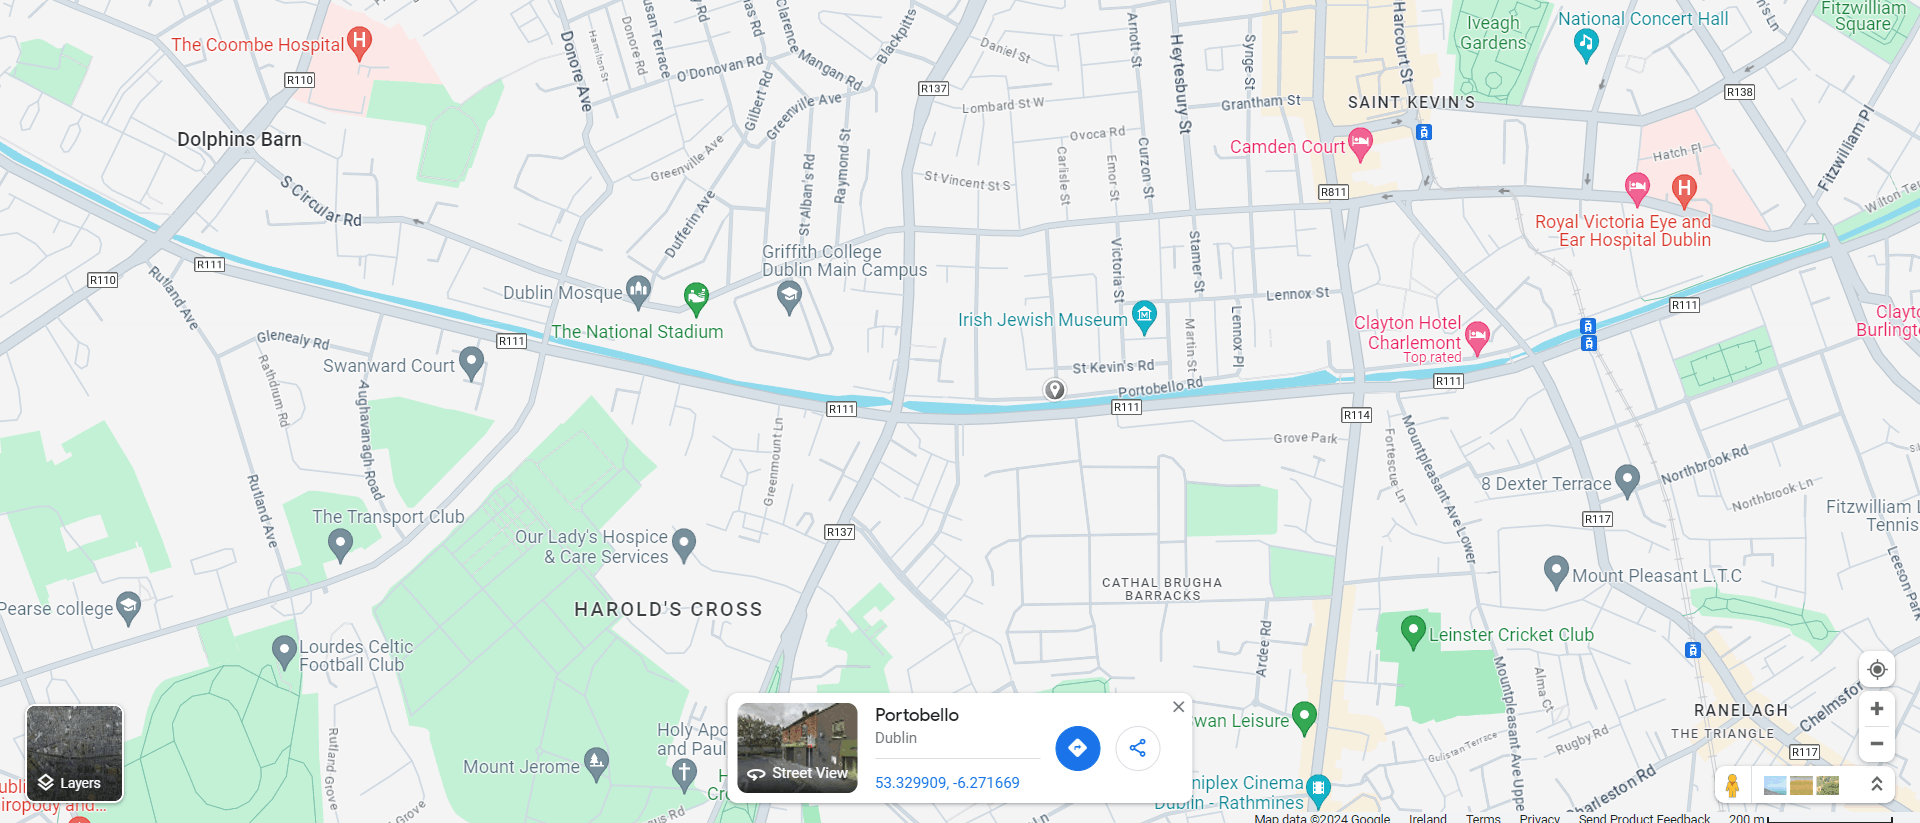 National Concert Hall
Fitzwilliam
Square
Iveagh
Gardens
The Coombe Hospital
R110
Dolphins Barn
Donore Ave
Hamilton St
Donore Rd
O'Donovan Rd
Clarence Mangan Rd
Blackpitts
Gilbert Rd
Greenville Ave
Greenville Ave
Raymond St
St Alban's Rd
Dufferin Ave
S Circular Rd
R137
Daniel St
Lombard St W
St Vincent St S
Arnott St
Heytesbury St
Synge St
Grantham St
Ovoca Rd
Carlisle St
Emor St
Curzon St
Harcourt St
SAINT KEVIN'S
Camden Court
R811
R138
Hatch Fl
Fitzwilliam Pl
Royal Victoria Eye and
Ear Hospital Dublin
R111
R110
Rutland Ave
Glenealy Rd
Rathdrum Rd
Swanward Court
Aughavanagh Road
Dublin Mosque
The National Stadium
Griffith College
Dublin Main Campus
R111
Irish Jewish Museum
Victoria St
Stamer St
Lennox St
Lennox Pl
Martin St
St Kevin's Rd
Portobello Rd
Clayton Hotel
Charlemont
Top rated
R111
R111
R111
R111
R114
Grove Park
Fortescue Ln
Mountpleasant Ave Lower
8 Dexter Terrace
Northbrook Rd
Northbrook Ln
R117
Greenmount Ln
Rutland Ave
The Transport Club
Our Lady's Hospice
& Care Services
R137
Pearse college
HAROLD'S CROSS
CATHAL BRUGHA
BARRACKS
Mount Pleasant L.T.C
Leinster Cricket Club
Lourdes Celtic
Football Club
Ardee Rd
Mountpleasant Ave Uppe
Alma Ct
Gulistan Terrace
Rugby Rd
RANELAGH
THE TRIANGLE
R117
Charleston Rd
Chelmsfor
Leeson Park
Fitzwilliam L
Tennis
Mount Jerome
Holy Apo
and Paul
Rutland Grove
Grove
Layers
Street View
Portobello
Dublin
53.329909, -6.271669
wan Leisure
niplex Cinema
Dublin - Rathmines
Map data ©2024 Google
Ireland
Terms
Privacy
Send Product Feedback
200 m